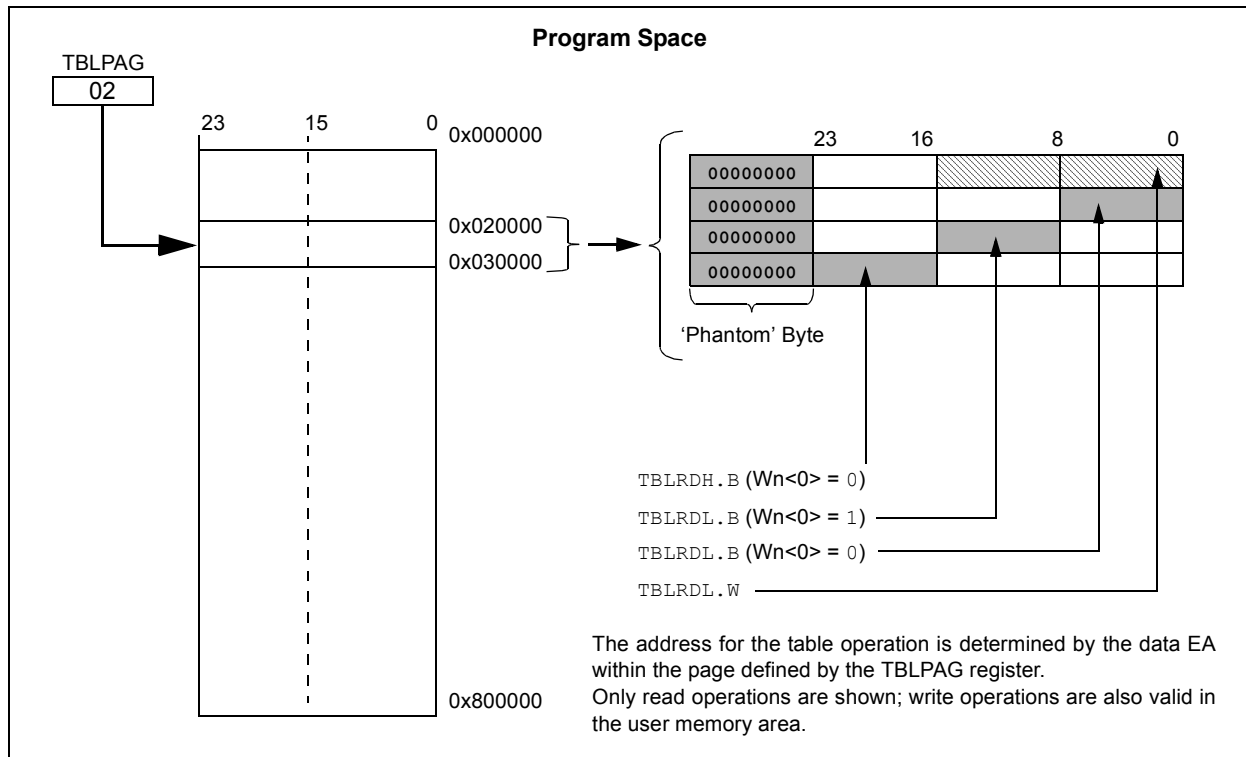 Program Space
TBLPAG
02
23 15 0
0x000000
0x020000
0x030000
0x800000
23 16 8 0
00000000
00000000
00000000
00000000
‘Phantom’ Byte
TBLRDH.B (Wn<0> = 0)
TBLRDL.B (Wn<0> = 1)
TBLRDL.B (Wn<0> = 0)
TBLRDL.W
The address for the table operation is determined by the data EA
within the page defined by the TBLPAG register.
Only read operations are shown; write operations are also valid in
the user memory area.